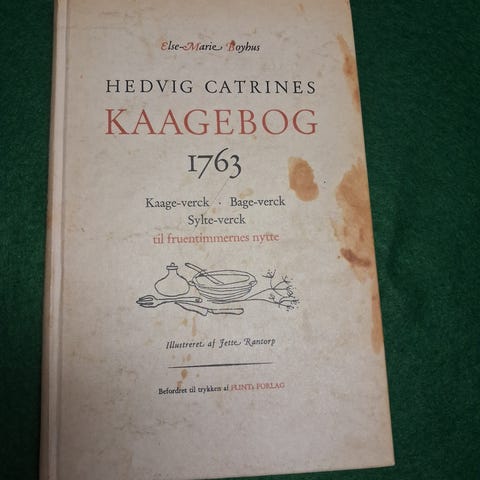 Else-Marie Boyhus
HEDVIG CATRINES
KAAGEBOG
1763
Kaage-verck · Bage-verck
Sylte-verck
til fruentimmernes nytte
Illustreret af Jette Rantorp
Befordret til trykken af FLINTs FORLAG